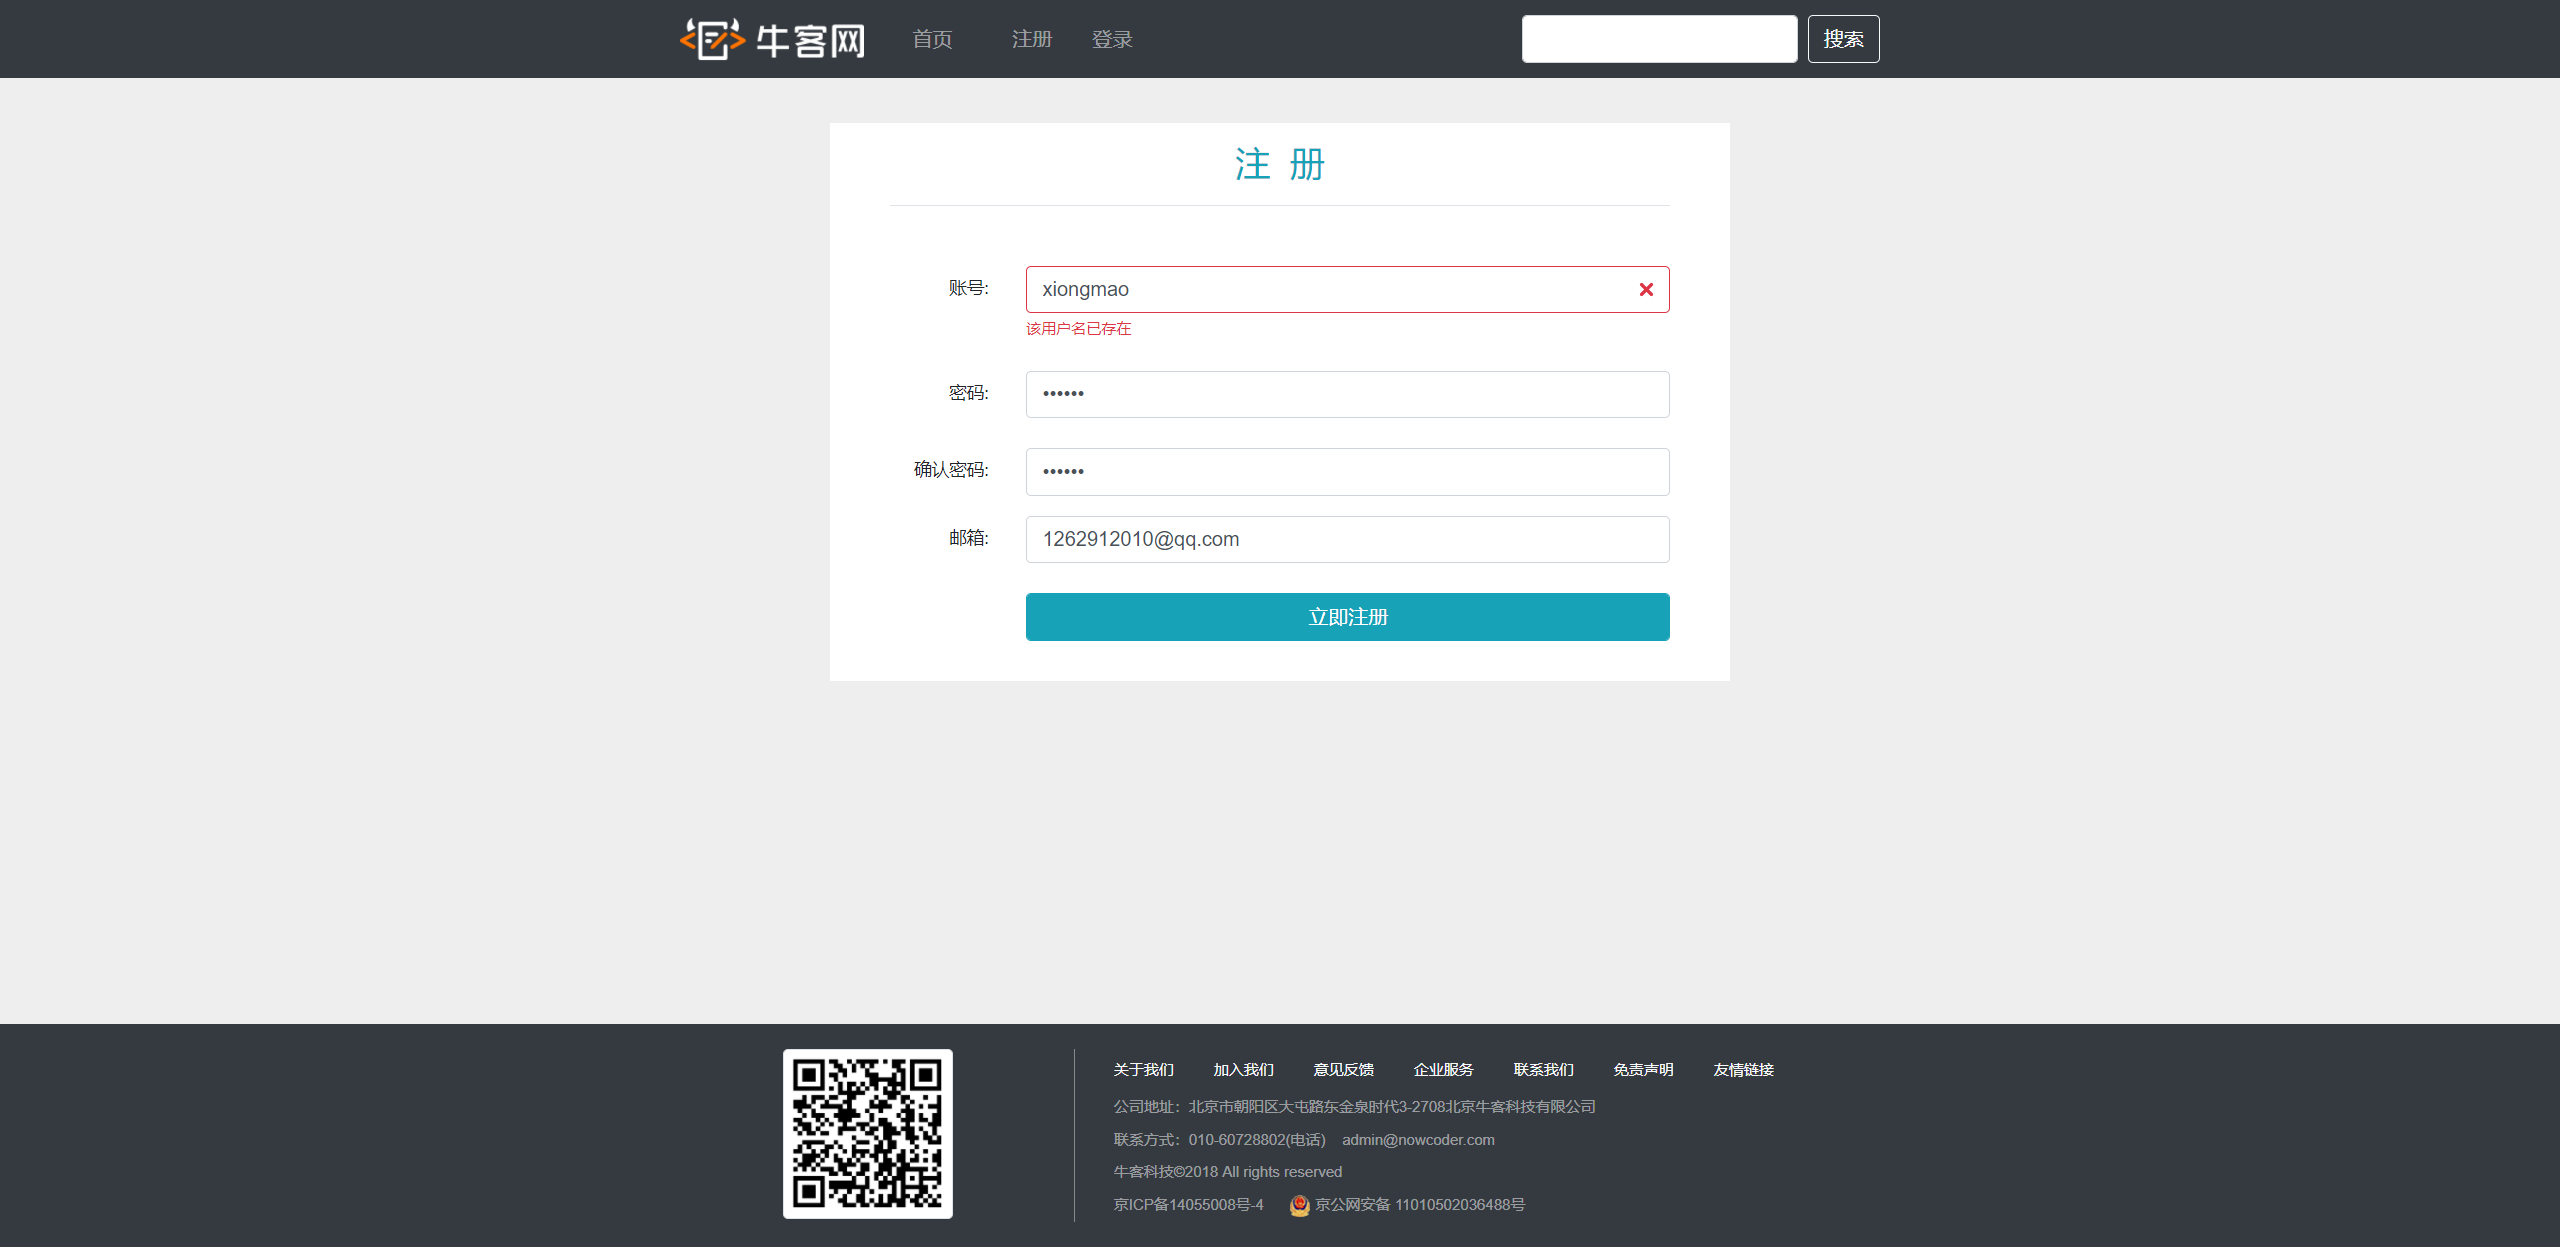 牛客网 首页 注册 登录 搜索
注 册
账号: xiongmao
该用户名已存在
密码: ••••••
确认密码: ••••••
邮箱: 1262912010@qq.com
立即注册
关于我们 加入我们 意见反馈 企业服务 联系我们 免责声明 友情链接
公司地址：北京市朝阳区大屯路东金泉时代3-2708北京牛客科技有限公司
联系方式：010-60728802(电话) admin@nowcoder.com
牛客科技©2018 All rights reserved
京ICP备14055008号-4 京公网安备 11010502036488号